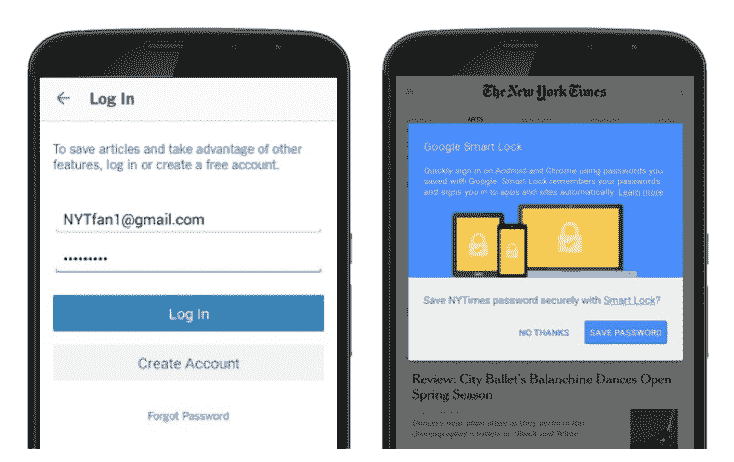 Log In
To save articles and take advantage of other
features, log in or create a free account.
NYTfan1@gmail.com
Log In
Create Account
Forgot Password
The New York Times
ARTS
Google Smart Lock
Quickly sign in on Android and Chrome using passwords you
saved with Google. Smart Lock remembers your passwords
and signs you in to apps and sites automatically. Learn more
Save NYTimes password securely with Smart Lock?
NO THANKS
SAVE PASSWORD
Review: City Ballet's Balanchine Dances Open
Spring Season